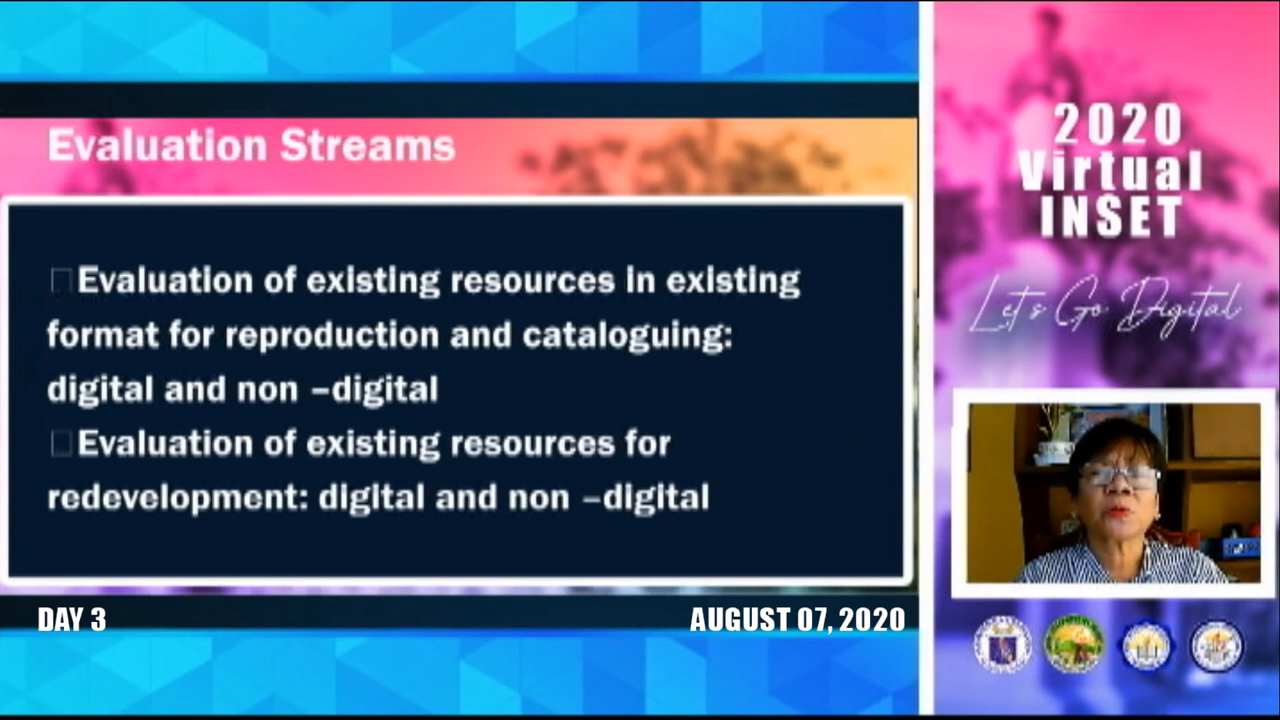 Evaluation Streams
Evaluation of existing resources in existing
format for reproduction and cataloguing:
digital and non –digital
Evaluation of existing resources for
redevelopment: digital and non –digital
DAY 3
AUGUST 07, 2020
2020
Virtual
INSET
Let's Go Digital